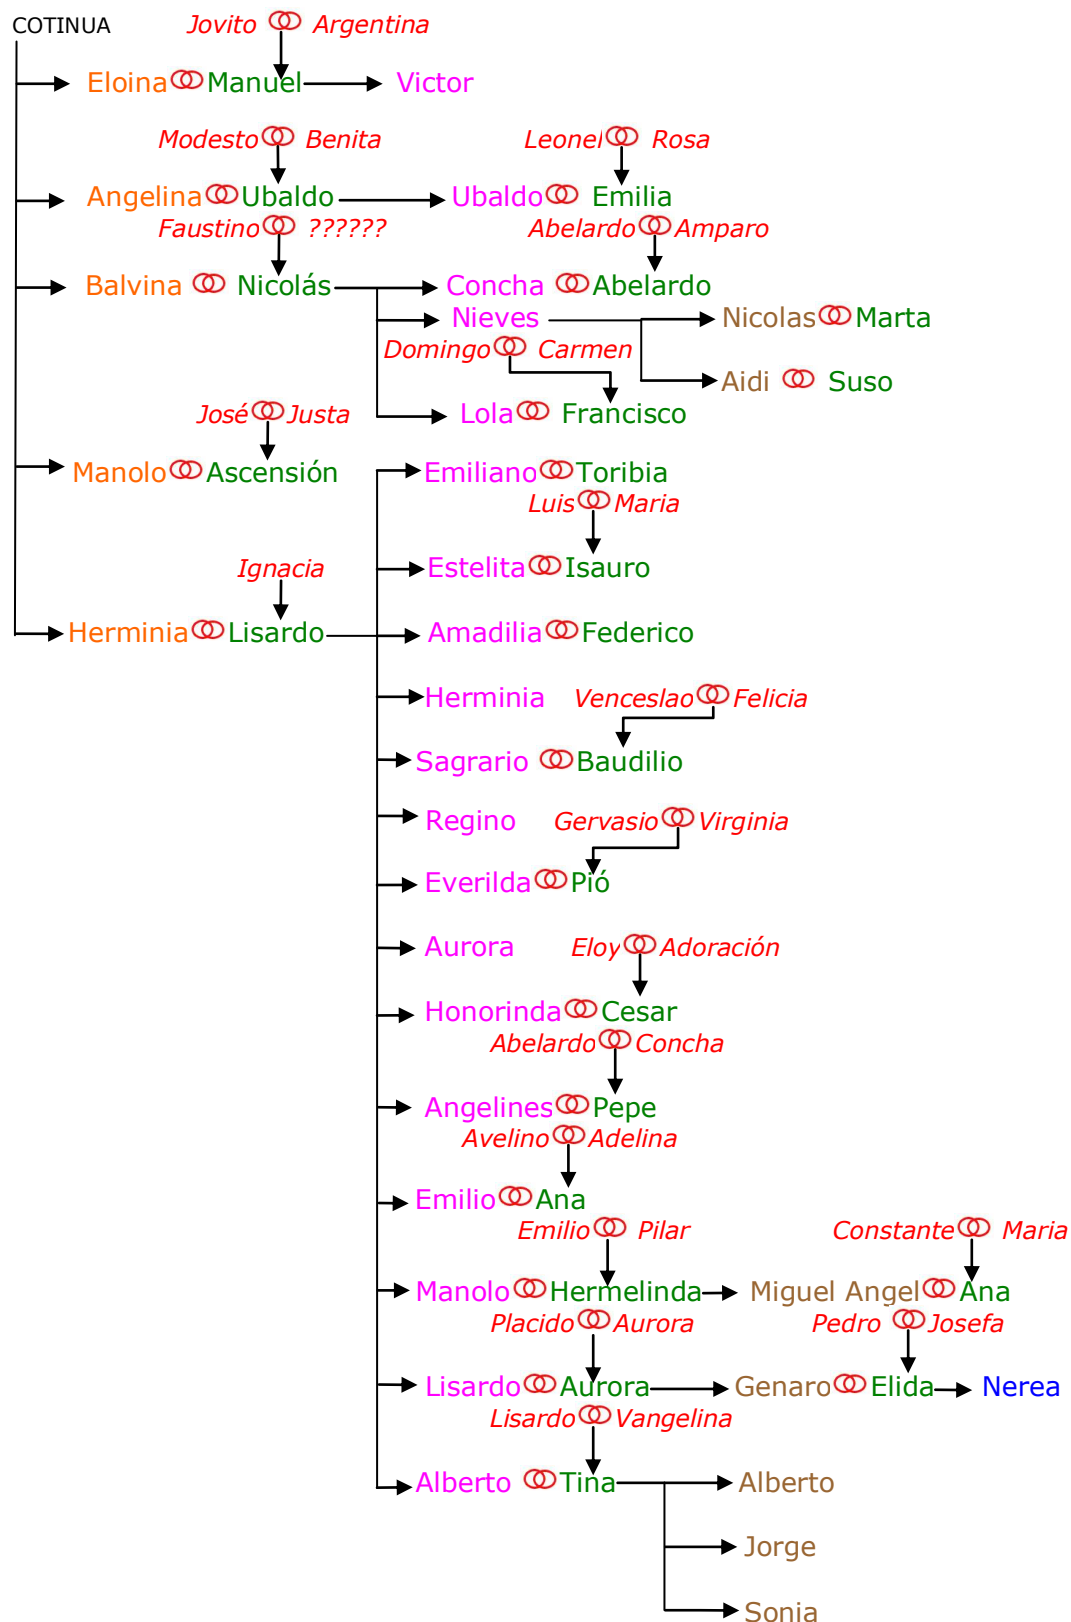 COTINUA Jovito Argentina
Eloina Manuel Victor
Modesto Benita Leonel Rosa
Angelina Ubaldo Ubaldo Emilia
Faustino ?????? Abelardo Amparo
Balvina Nicolás Concha Abelardo
Nieves Nicolas Marta
Domingo Carmen
Aidi Suso
José Justa Lola Francisco
Manolo Ascensión Emiliano Toribia
Luis Maria
Ignacia Estelita Isauro
Herminia Lisardo Amadilia Federico
Herminia Venceslao Felicia
Sagrario Baudilio
Regino Gervasio Virginia
Everilda Pió
Aurora Eloy Adoración
Honorinda Cesar
Abelardo Concha
Angelines Pepe
Avelino Adelina
Emilio Ana
Emilio Pilar Constante Maria
Manolo Hermelinda Miguel Angel Ana
Placido Aurora Pedro Josefa
Lisardo Aurora Genaro Elida Nerea
Lisardo Vangelina
Alberto Tina Alberto
Jorge
Sonia